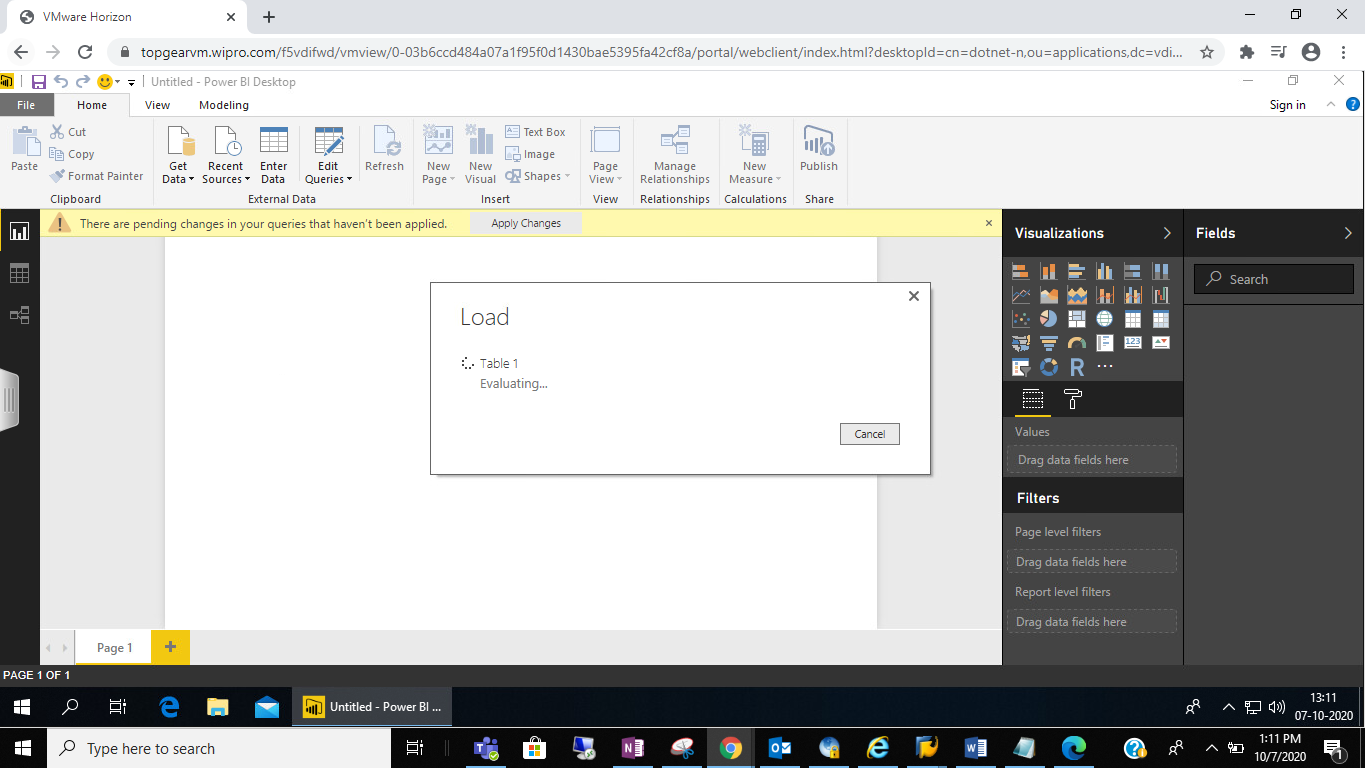 VMware Horizon
topgearvm.wipro.com/f5vdifwd/vmview/0-03b6ccd484a07a1f95f0d1430bae5395fa42cf8a/portal/webclient/index.html?desktopId=cn=dotnet-n,ou=applications,dc=vdi...
Untitled - Power BI Desktop
File Home View Modeling Sign in
Paste
Cut
Copy
Format Painter
Clipboard
Get Data
Recent Sources
Enter Data
Edit Queries
Refresh
External Data
New Page
New Visual
Text Box
Image
Shapes
Insert
Page View
View
Manage Relationships
Relationships
New Measure
Calculations
Publish
Share
There are pending changes in your queries that haven't been applied. Apply Changes
Load
Table 1
Evaluating...
Cancel
Visualizations
123
R
Values
Drag data fields here
Filters
Page level filters
Drag data fields here
Report level filters
Drag data fields here
Fields
Search
Page 1
PAGE 1 OF 1
Untitled - Power BI ...
13:11
07-10-2020
Type here to search
1:11 PM
10/7/2020
1